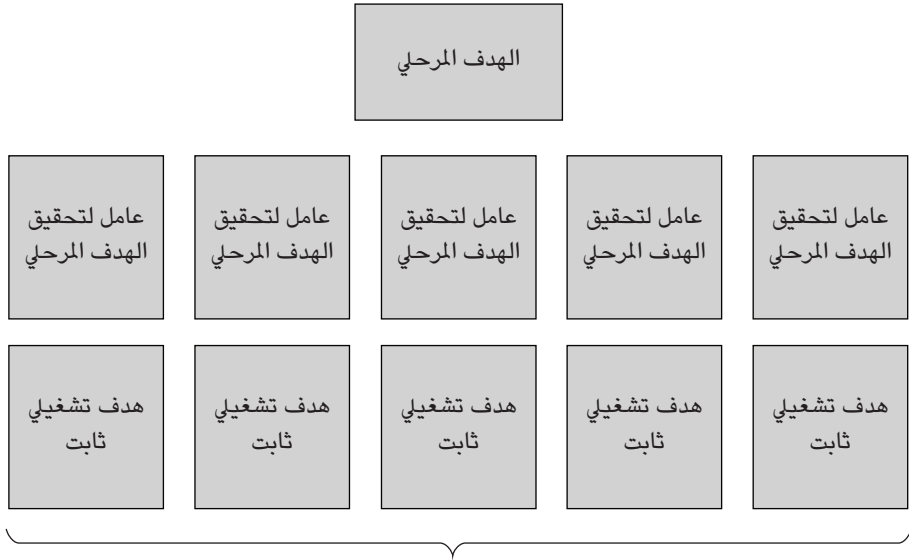 الهدف المرحلي
عامل لتحقيق
الهدف المرحلي
عامل لتحقيق
الهدف المرحلي
عامل لتحقيق
الهدف المرحلي
عامل لتحقيق
الهدف المرحلي
عامل لتحقيق
الهدف المرحلي
هدف تشغيلي
ثابت
هدف تشغيلي
ثابت
هدف تشغيلي
ثابت
هدف تشغيلي
ثابت
هدف تشغيلي
ثابت